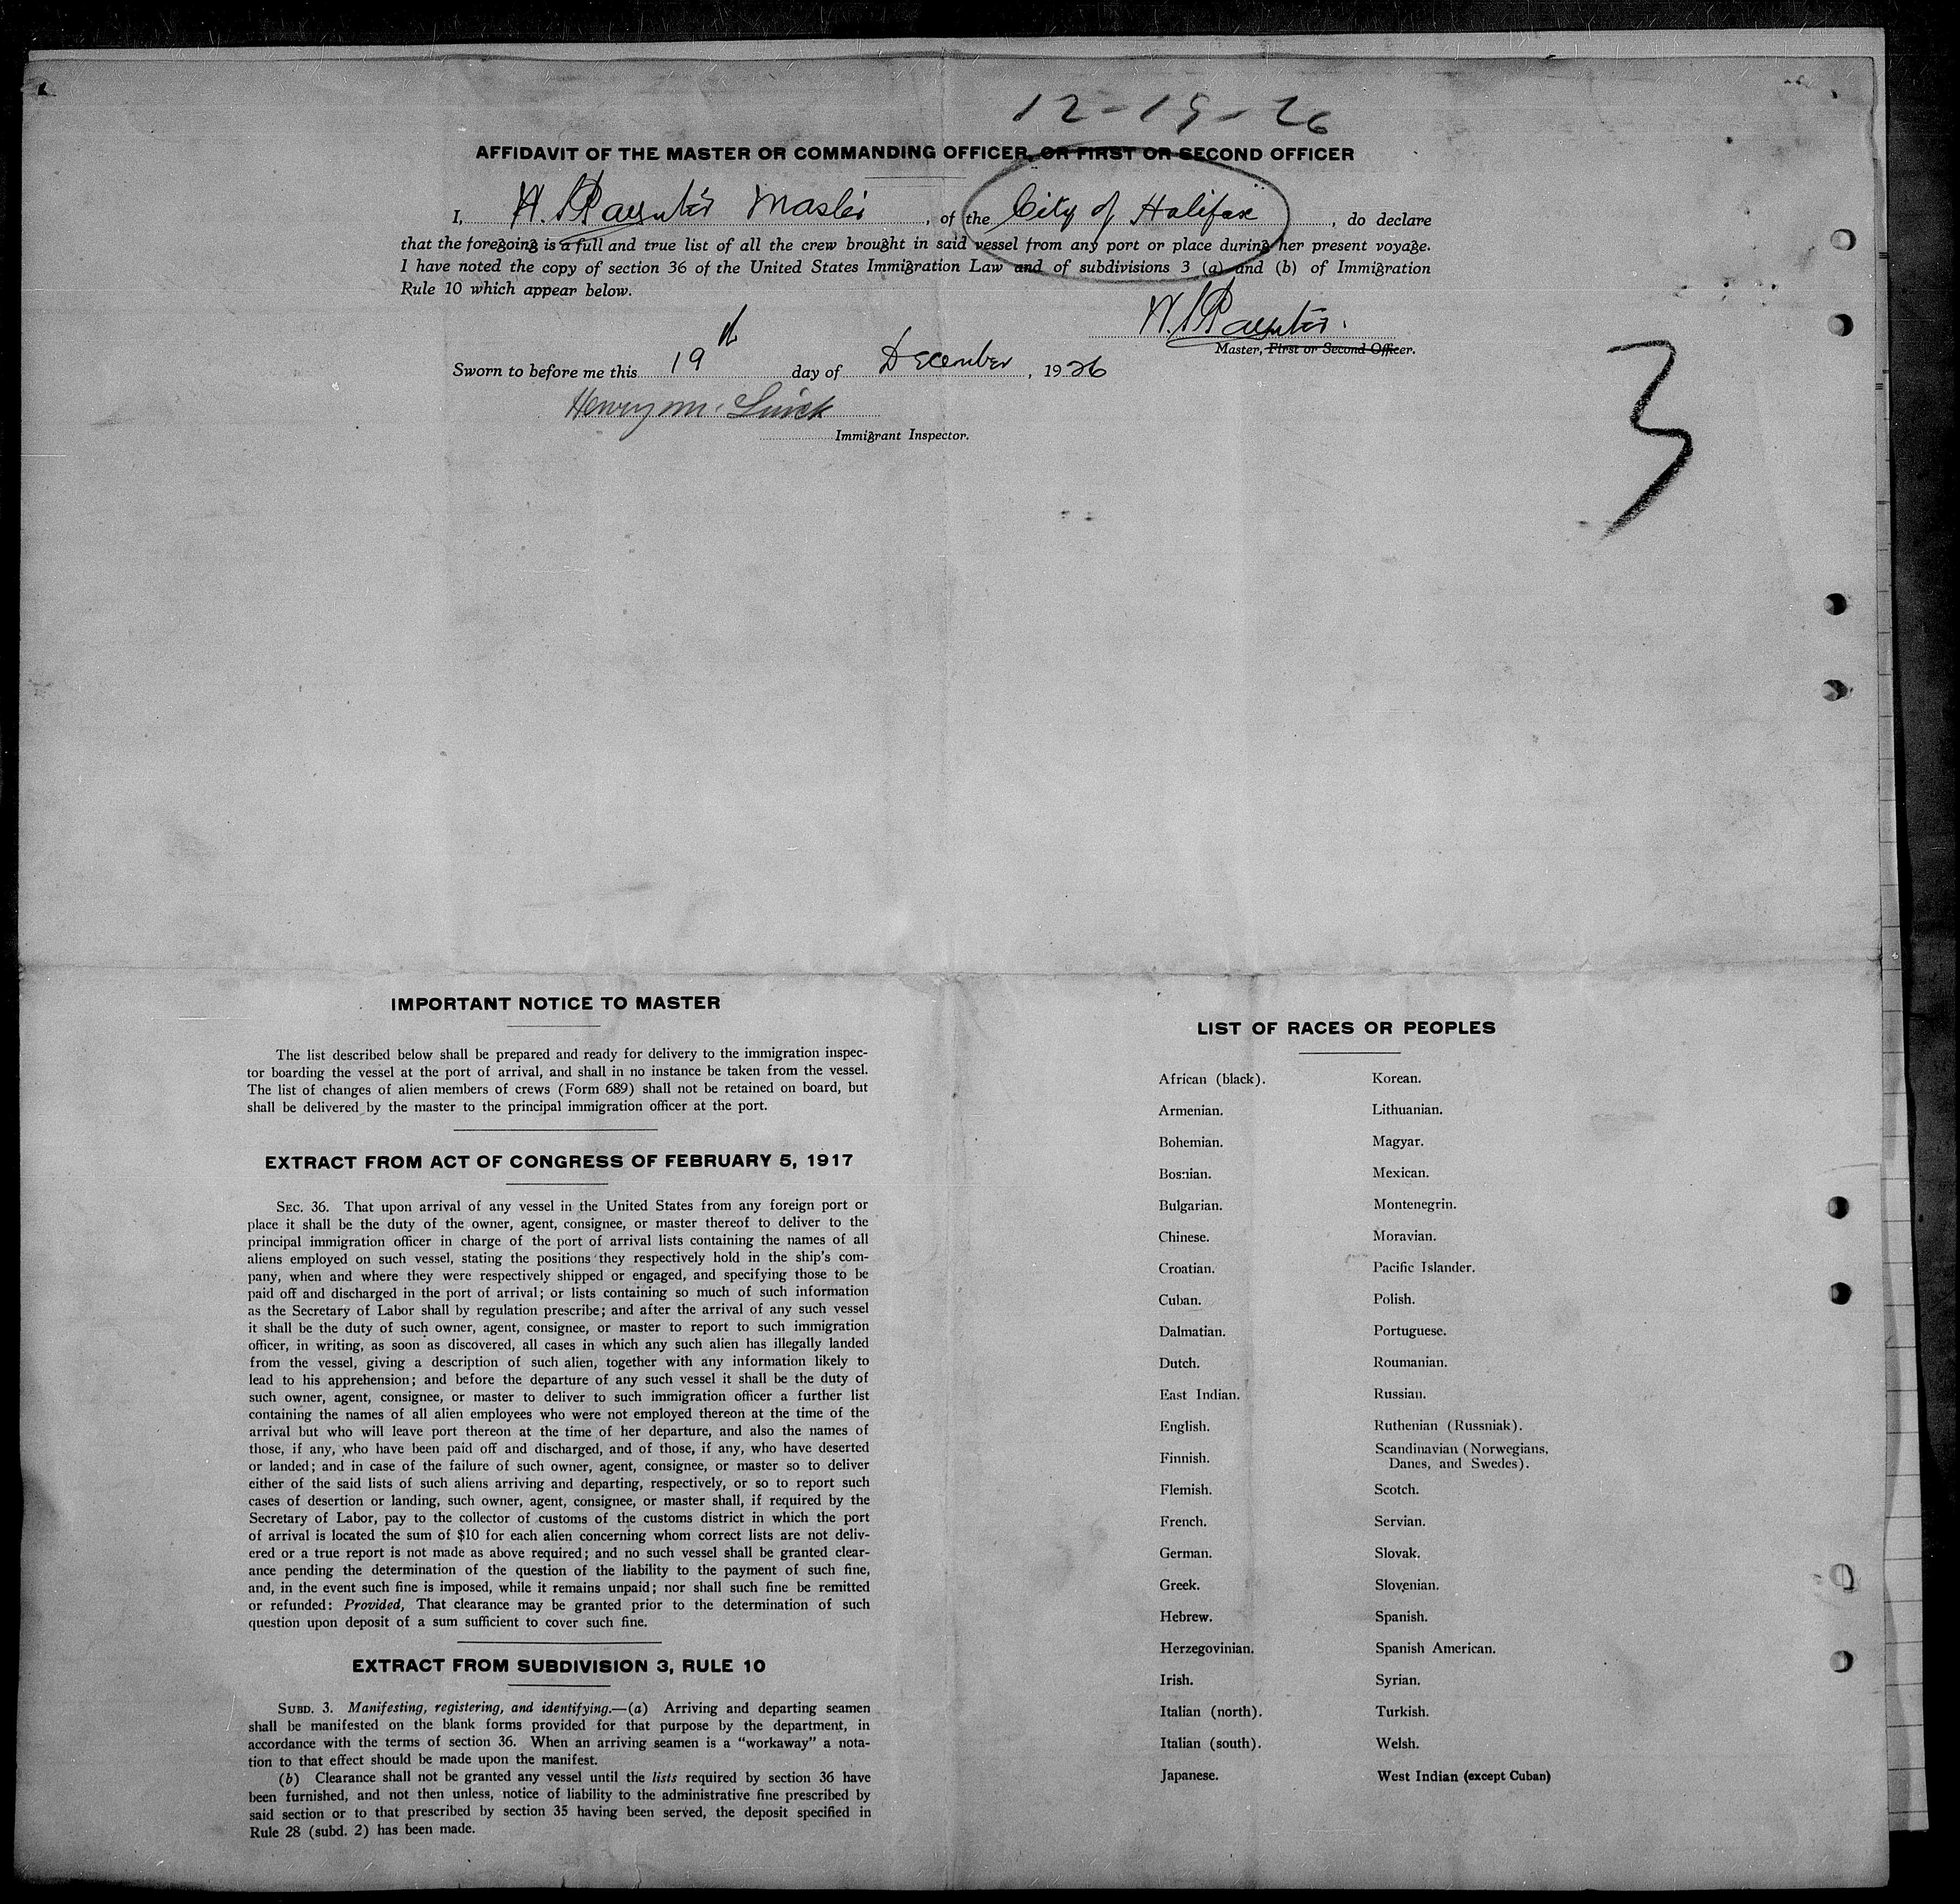 12-19-26
AFFIDAVIT OF THE MASTER OR COMMANDING OFFICER, OR FIRST OR SECOND OFFICER
I, Master, of the City of Halifax, do declare
that the foregoing is a full and true list of all the crew brought in said vessel from any port or place during her present voyage.
I have noted the copy of section 36 of the United States Immigration Law and of subdivisions 3 (a) and (b) of Immigration
Rule 10 which appear below.
Master, First or Second Officer.
3
Sworn to before me this 19th day of December, 1926
Henry M.
Immigrant Inspector.
IMPORTANT NOTICE TO MASTER
The list described below shall be prepared and ready for delivery to the immigration inspec-
tor boarding the vessel at the port of arrival, and shall in no instance be taken from the vessel.
The list of changes of alien members of crews (Form 689) shall not be retained on board, but
shall be delivered by the master to the principal immigration officer at the port.
EXTRACT FROM ACT OF CONGRESS OF FEBRUARY 5, 1917
SEC. 36. That upon arrival of any vessel in the United States from any foreign port or
place it shall be the duty of the owner, agent, consignee, or master thereof to deliver to the
principal immigration officer in charge of the port of arrival lists containing the names of all
aliens employed on such vessel, stating the positions they respectively hold in the ship's com-
pany, when and where they were respectively shipped or engaged, and specifying those to be
paid off and discharged in the port of arrival; or lists containing so much of such information
as the Secretary of Labor shall by regulation prescribe; and after the arrival of any such vessel
it shall be the duty of such owner, agent, consignee, or master to report to such immigration
officer, in writing, as soon as discovered, all cases in which any such alien has illegally landed
from the vessel, giving a description of such alien, together with any information likely to
lead to his apprehension; and before the departure of any such vessel it shall be the duty of
such owner, agent, consignee, or master to deliver to such immigration officer a further list
containing the names of all alien employees who were not employed thereon at the time of the
arrival but who will leave port thereon at the time of her departure, and also the names of
those, if any, who have been paid off and discharged, and of those, if any, who have deserted
or landed; and in case of the failure of such owner, agent, consignee, or master so to deliver
either of the said lists of such aliens arriving and departing, respectively, or so to report such
cases of desertion or landing, such owner, agent, consignee, or master shall, if required by the
Secretary of Labor, pay to the collector of customs of the customs district in which the port
of arrival is located the sum of $10 for each alien concerning whom correct lists are not deliv-
ered or a true report is not made as above required; and no such vessel shall be granted clear-
ance pending the determination of the question of the liability to the payment of such fine,
and, in the event such fine is imposed, while it remains unpaid; nor shall such fine be remitted
or refunded: Provided, That clearance may be granted prior to the determination of such
question upon deposit of a sum sufficient to cover such fine.
EXTRACT FROM SUBDIVISION 3, RULE 10
SUBD. 3. Manifesting, registering, and identifying.—(a) Arriving and departing seamen
shall be manifested on the blank forms provided for that purpose by the department, in
accordance with the terms of section 36. When an arriving seamen is a "workaway" a nota-
tion to that effect should be made upon the manifest.
(b) Clearance shall not be granted any vessel until the lists required by section 36 have
been furnished, and not then unless, notice of liability to the administrative fine prescribed by
said section or to that prescribed by section 35 having been served, the deposit specified in
Rule 28 (subd. 2) has been made.
LIST OF RACES OR PEOPLES
African (black).
Armenian.
Bohemian.
Bosnian.
Bulgarian.
Chinese.
Croatian.
Cuban.
Dalmatian.
Dutch.
East Indian.
English.
Finnish.
Flemish.
French.
German.
Greek.
Hebrew.
Herzegovinian.
Irish.
Italian (north).
Italian (south).
Japanese.
Korean.
Lithuanian.
Magyar.
Mexican.
Montenegrin.
Moravian.
Pacific Islander.
Polish.
Portuguese.
Roumanian.
Russian.
Ruthenian (Russniak).
Scandinavian (Norwegians,
Danes, and Swedes).
Scotch.
Servian.
Slovak.
Slovenian.
Spanish.
Spanish American.
Syrian.
Turkish.
Welsh.
West Indian (except Cuban)